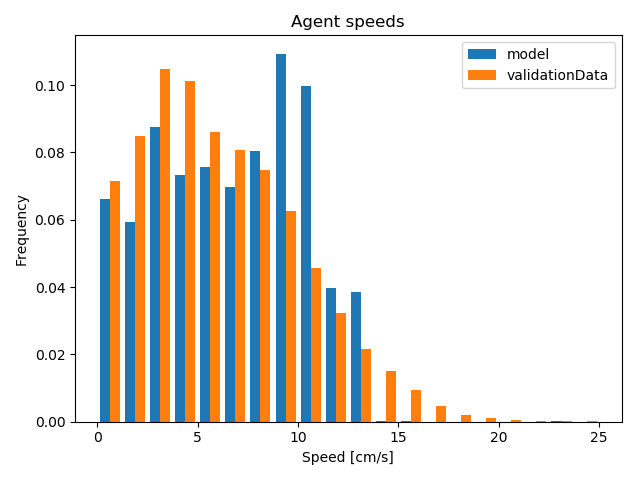 Agent speeds
model
validationData
Frequency
0.10
0.08
0.06
0.04
0.02
0.00
0 5 10 15 20 25
Speed [cm/s]